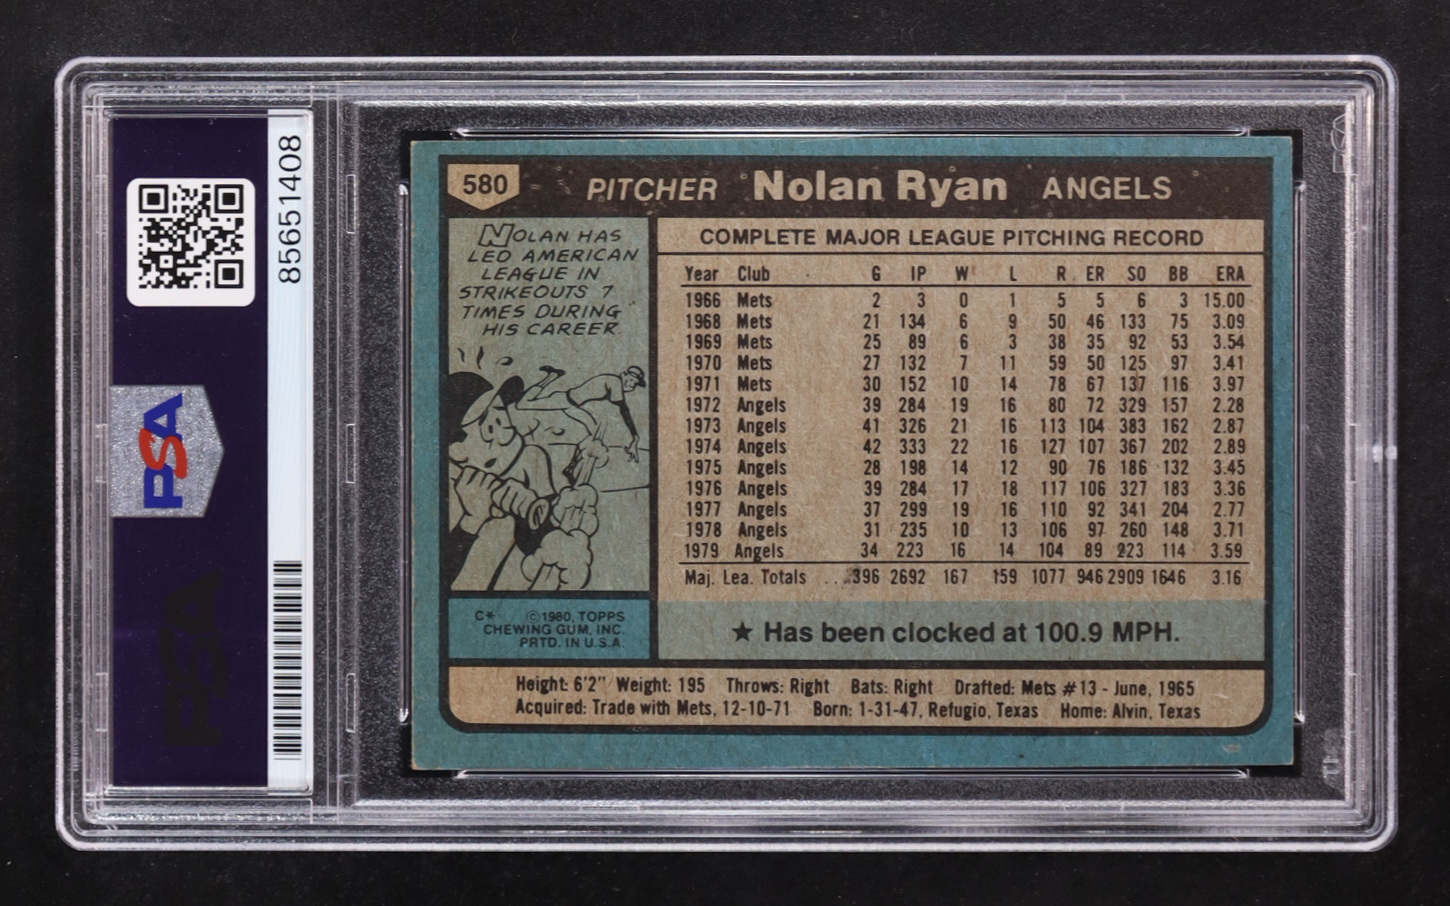 85651408
PSA
PSA
580 PITCHER Nolan Ryan ANGELS
NOLAN HAS
LED AMERICAN
LEAGUE IN
STRIKEOUTS 7
TIMES DURING
HIS CAREER.
C* ©1980, TOPPS
CHEWING GUM, INC.
PRTD. IN U.S.A.
COMPLETE MAJOR LEAGUE PITCHING RECORD
Year Club G IP W L R ER SO BB ERA
1966 Mets 2 3 0 1 5 5 6 3 15.00
1968 Mets 21 134 6 9 50 46 133 75 3.09
1969 Mets 25 89 6 3 38 35 92 53 3.54
1970 Mets 27 132 7 11 59 50 125 97 3.41
1971 Mets 30 152 10 14 78 67 137 116 3.97
1972 Angels 39 284 19 16 80 72 329 157 2.28
1973 Angels 41 326 21 16 113 104 383 162 2.87
1974 Angels 42 333 22 16 127 107 367 202 2.89
1975 Angels 28 198 14 12 90 76 186 132 3.45
1976 Angels 39 284 17 18 117 106 327 183 3.36
1977 Angels 37 299 19 16 110 92 341 204 2.77
1978 Angels 31 235 10 13 106 97 260 148 3.71
1979 Angels 34 223 16 14 104 89 223 114 3.59
Maj. Lea. Totals ... 396 2692 167 159 1077 946 2909 1646 3.16
★ Has been clocked at 100.9 MPH.
Height: 6'2" Weight: 195 Throws: Right Bats: Right Drafted: Mets #13 - June, 1965
Acquired: Trade with Mets, 12-10-71 Born: 1-31-47, Refugio, Texas Home: Alvin, Texas